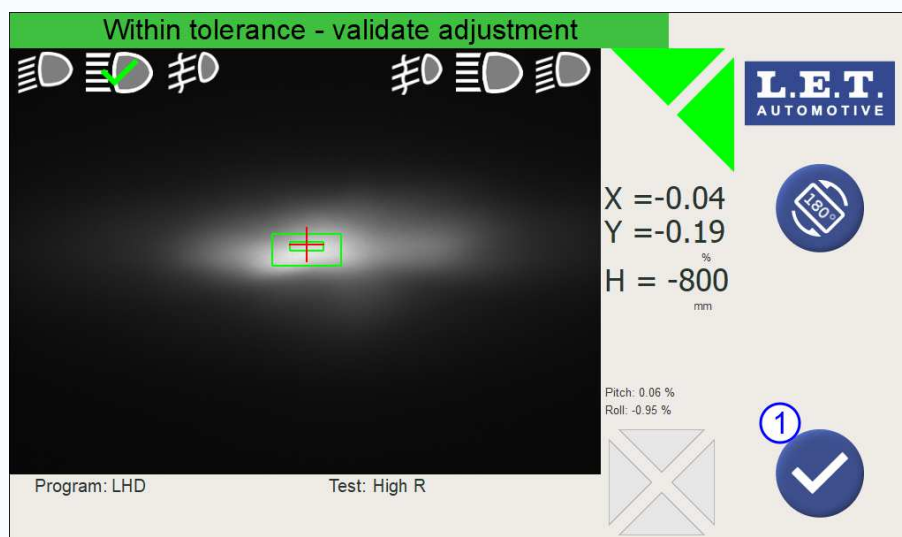 Within tolerance - validate adjustment
L.E.T.
AUTOMOTIVE
180°
X =-0.04
Y =-0.19
%
H = -800
mm
Pitch: 0.06 %
Roll: -0.95 %
1
Program: LHD
Test: High R